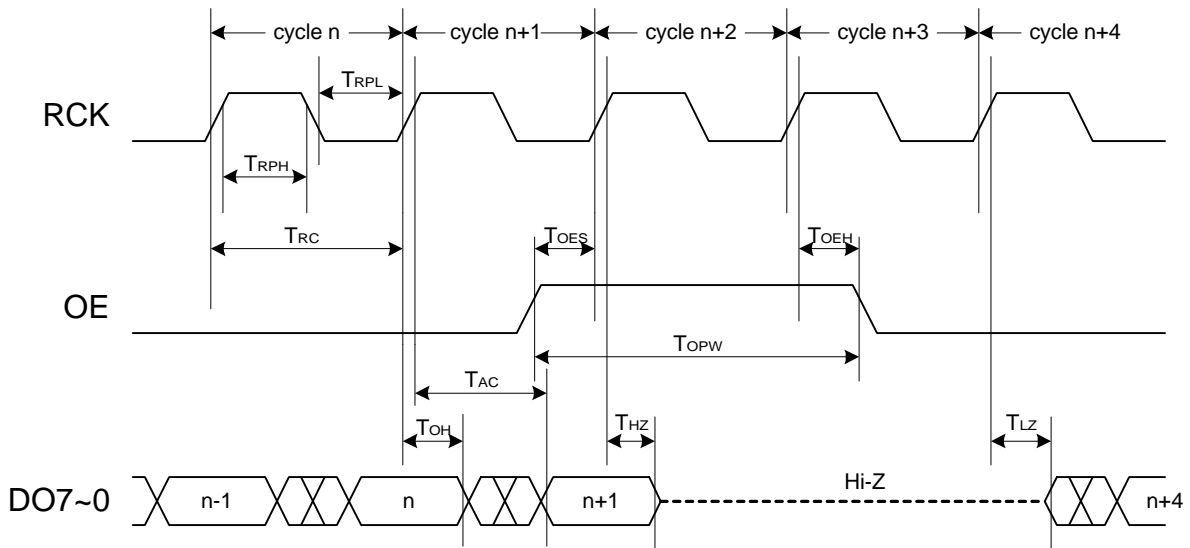 cycle n
cycle n+1
cycle n+2
cycle n+3
cycle n+4
TRPL
RCK
TRPH
TRC
TOES
TOEH
OE
TOPW
TAC
TOH
THZ
TLZ
Hi-Z
DO7~0
n-1
n
n+1
n+4